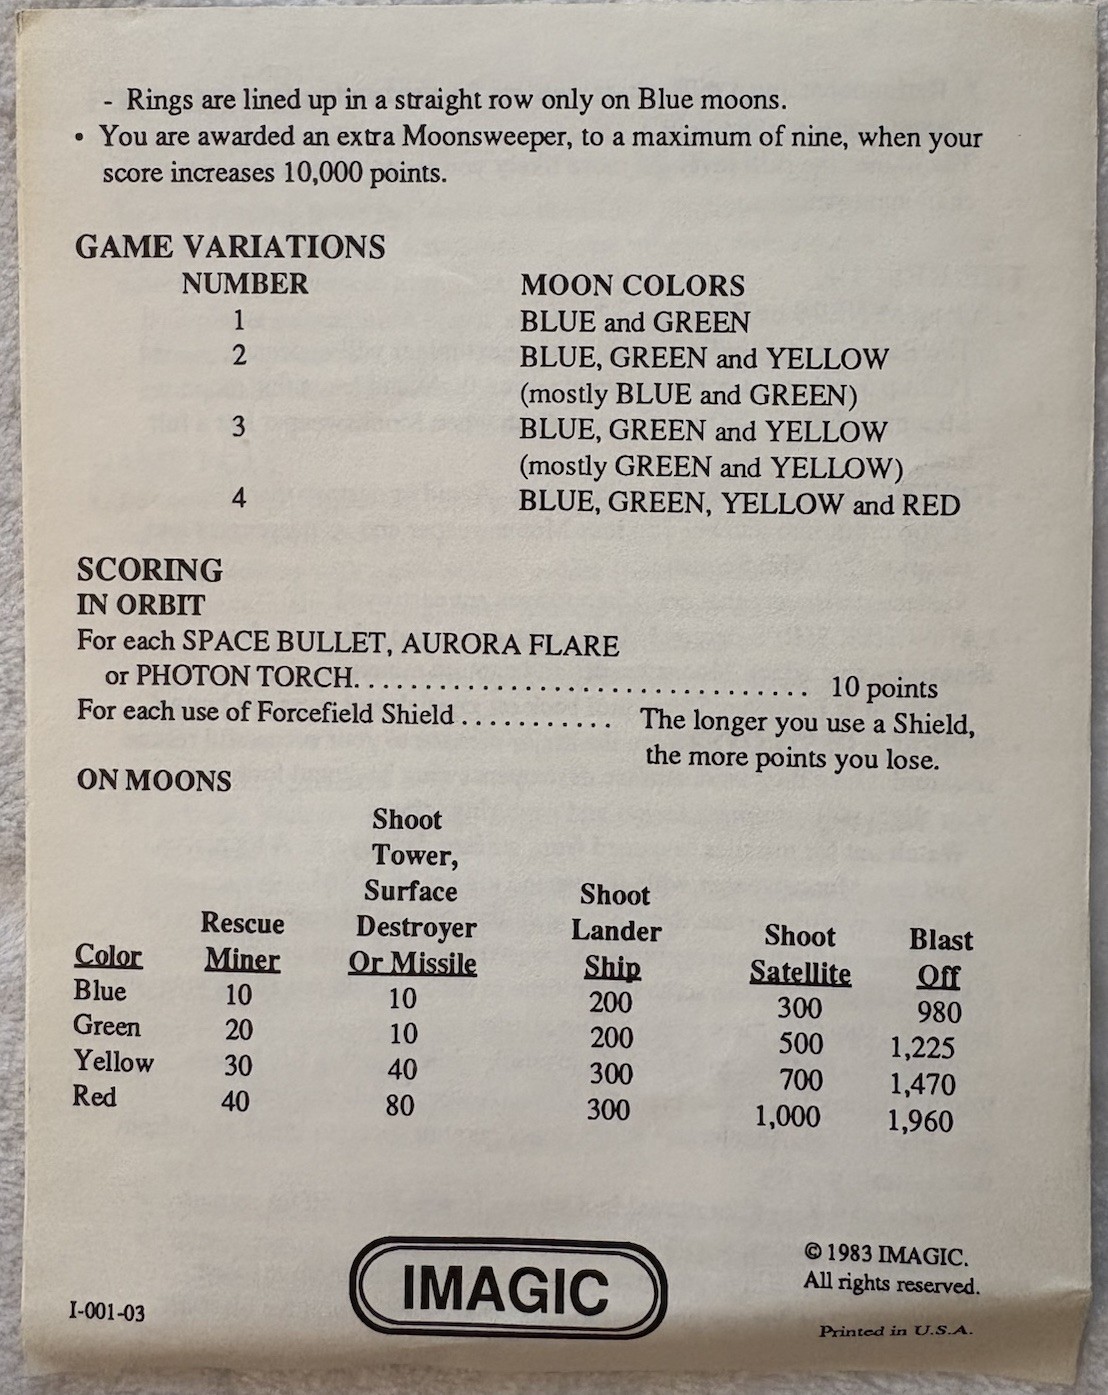 - Rings are lined up in a straight row only on Blue moons.
• You are awarded an extra Moonsweeper, to a maximum of nine, when your
score increases 10,000 points.
GAME VARIATIONS
NUMBER MOON COLORS
1 BLUE and GREEN
2 BLUE, GREEN and YELLOW
(mostly BLUE and GREEN)
3 BLUE, GREEN and YELLOW
(mostly GREEN and YELLOW)
4 BLUE, GREEN, YELLOW and RED
SCORING
IN ORBIT
For each SPACE BULLET, AURORA FLARE
or PHOTON TORCH. . . . . . . . . . . . . . . . . . . . . . . . . . . . . . . . 10 points
For each use of Forcefield Shield . . . . . . . . . . . The longer you use a Shield,
the more points you lose.
ON MOONS
Shoot
Tower,
Surface Shoot
Rescue Destroyer Lander Shoot Blast
Color Miner Or Missile Ship Satellite Off
Blue 10 10 200 300 980
Green 20 10 200 500 1,225
Yellow 30 40 300 700 1,470
Red 40 80 300 1,000 1,960
IMAGIC
© 1983 IMAGIC.
All rights reserved.
I-001-03
Printed in U.S.A.